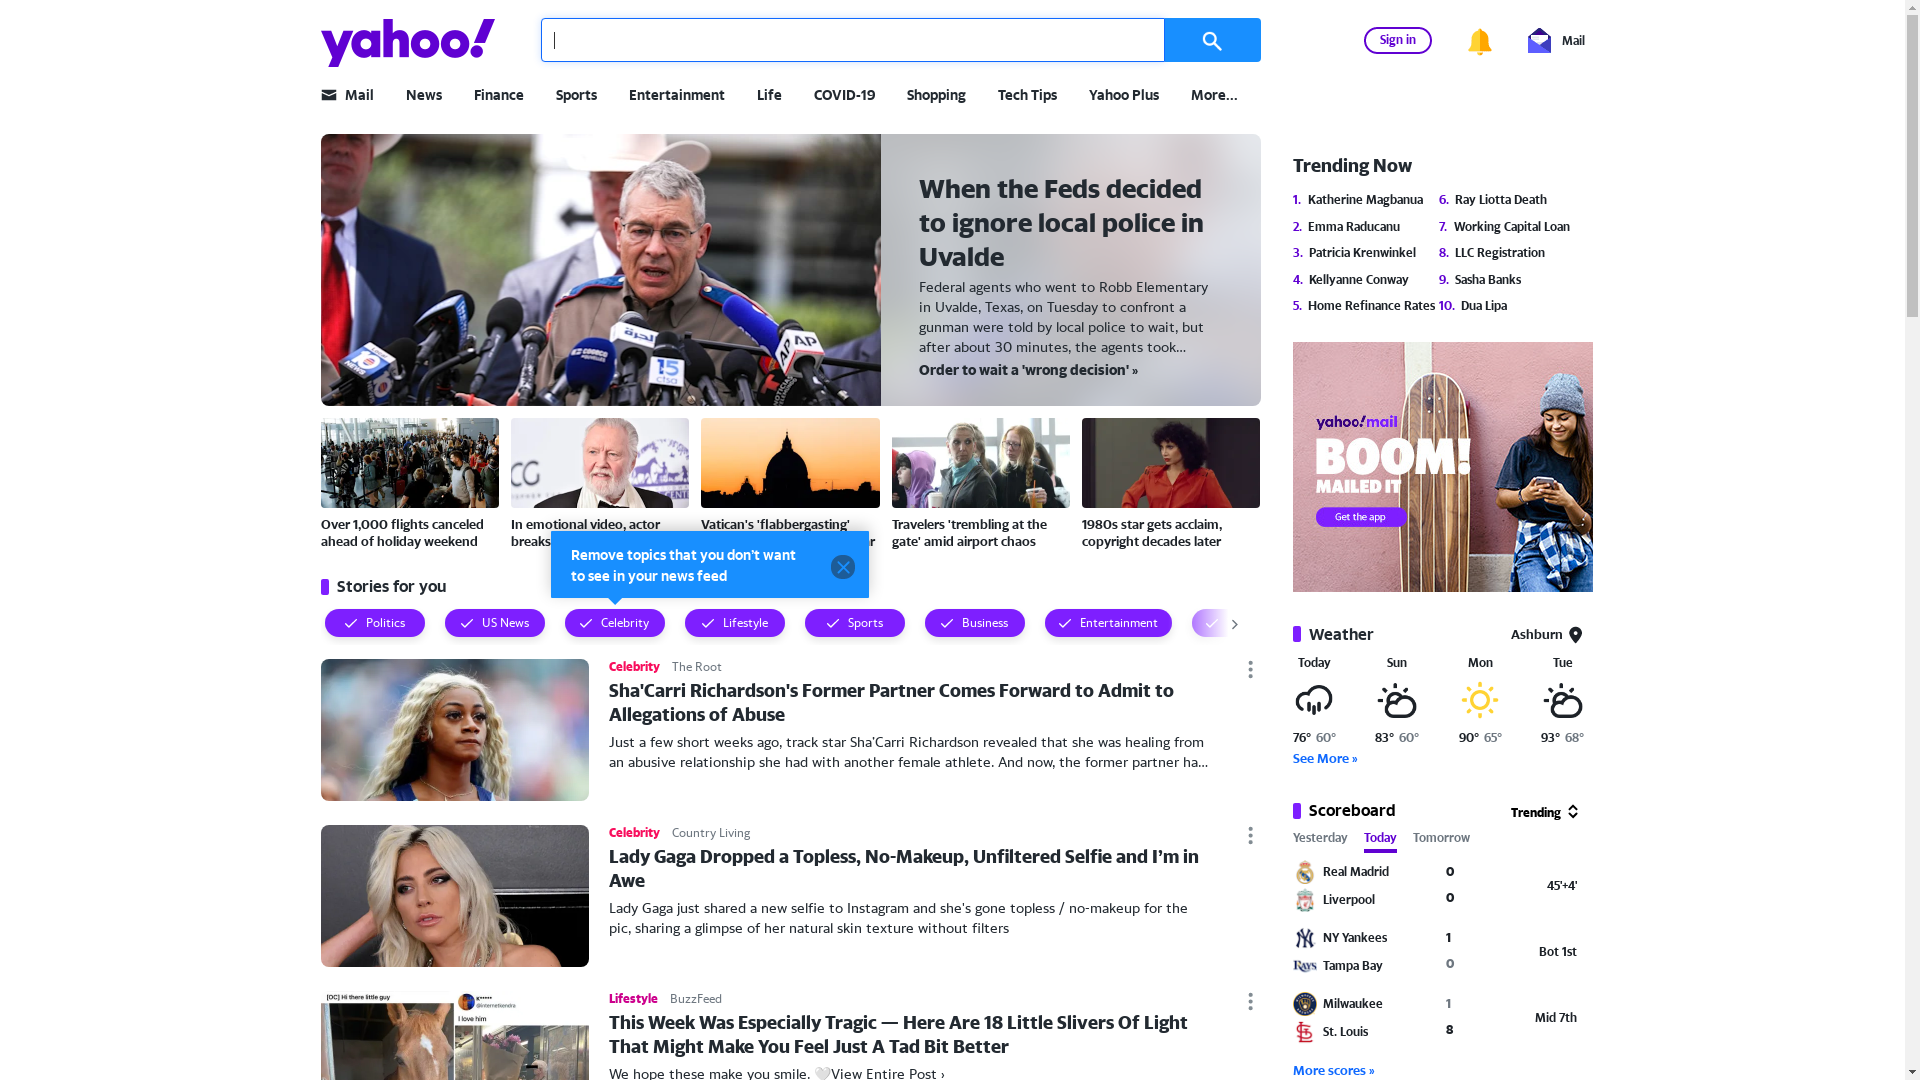 yahoo!
Sign in
Mail
Mail
News
Finance
Sports
Entertainment
Life
COVID-19
Shopping
Tech Tips
Yahoo Plus
More...
When the Feds decided
to ignore local police in
Uvalde
Federal agents who went to Robb Elementary
in Uvalde, Texas, on Tuesday to confront a
gunman were told by local police to wait, but
after about 30 minutes, the agents took...
Order to wait a 'wrong decision' »
Over 1,000 flights canceled
ahead of holiday weekend
In emotional video, actor
breaks
Vatican's 'flabbergasting'
Travelers 'trembling at the
gate' amid airport chaos
1980s star gets acclaim,
copyright decades later
Remove topics that you don't want
to see in your news feed
Stories for you
Politics
US News
Celebrity
Lifestyle
Sports
Business
Entertainment
Celebrity The Root
Sha'Carri Richardson's Former Partner Comes Forward to Admit to
Allegations of Abuse
Just a few short weeks ago, track star Sha'Carri Richardson revealed that she was healing from
an abusive relationship she had with another female athlete. And now, the former partner ha...
Celebrity Country Living
Lady Gaga Dropped a Topless, No-Makeup, Unfiltered Selfie and I'm in
Awe
Lady Gaga just shared a new selfie to Instagram and she's gone topless / no-makeup for the
pic, sharing a glimpse of her natural skin texture without filters
[OC] Hi there little guy
I love him
Lifestyle BuzzFeed
This Week Was Especially Tragic — Here Are 18 Little Slivers Of Light
That Might Make You Feel Just A Tad Bit Better
We hope these make you smile. 🤍View Entire Post ›
Trending Now
1. Katherine Magbanua
2. Emma Raducanu
3. Patricia Krenwinkel
4. Kellyanne Conway
5. Home Refinance Rates
6. Ray Liotta Death
7. Working Capital Loan
8. LLC Registration
9. Sasha Banks
10. Dua Lipa
yahoo!mail
BOOM!
MAILED IT
Get the app
Weather
Ashburn
Today Sun Mon Tue
76° 60° 83° 60° 90° 65° 93° 68°
See More »
Scoreboard
Trending
Yesterday Today Tomorrow
Real Madrid 0
45'+4'
Liverpool 0
NY Yankees 1
Bot 1st
Tampa Bay 0
Milwaukee 1
Mid 7th
St. Louis 8
More scores »